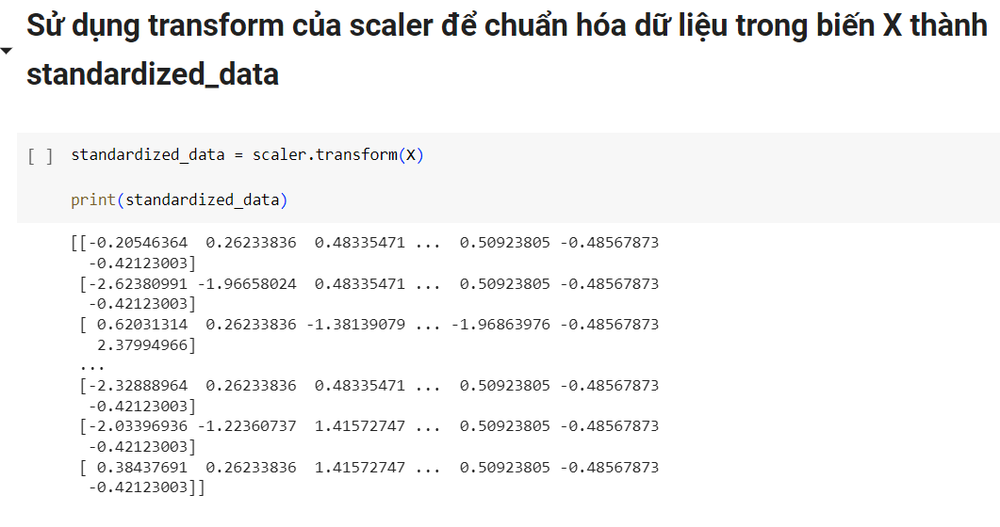 Sử dụng transform của scaler để chuẩn hóa dữ liệu trong biến X thành
standardized_data
[ ] standardized_data = scaler.transform(X)
print(standardized_data)
[[-0.20546364  0.26233836  0.48335471 ...  0.50923805 -0.48567873
  -0.42123003]
 [-2.62380991 -1.96658024  0.48335471 ...  0.50923805 -0.48567873
  -0.42123003]
 [ 0.62031314  0.26233836 -1.38139079 ... -1.96863976 -0.48567873
   2.37994966]
 ...
 [-2.32888964  0.26233836  0.48335471 ...  0.50923805 -0.48567873
  -0.42123003]
 [-2.03396936 -1.22360737  1.41572747 ...  0.50923805 -0.48567873
  -0.42123003]
 [ 0.38437691  0.26233836  1.41572747 ...  0.50923805 -0.48567873
  -0.42123003]]